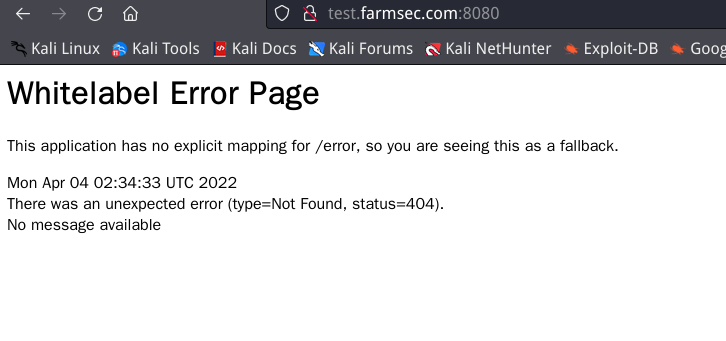 test.farmsec.com:8080
Kali Linux Kali Tools Kali Docs Kali Forums Kali NetHunter Exploit-DB Goog
Whitelabel Error Page
This application has no explicit mapping for /error, so you are seeing this as a fallback.
Mon Apr 04 02:34:33 UTC 2022
There was an unexpected error (type=Not Found, status=404).
No message available